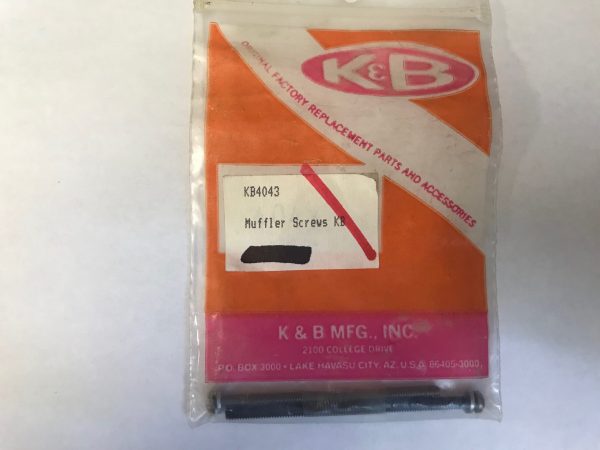 K&B
ORIGINAL FACTORY REPLACEMENT PARTS AND ACCESSORIES
KB4043
Muffler Screws KB
K & B MFG., INC.
2100 COLLEGE DRIVE
P.O. BOX 3000 • LAKE HAVASU CITY, AZ. U.S.A. 86405-3000